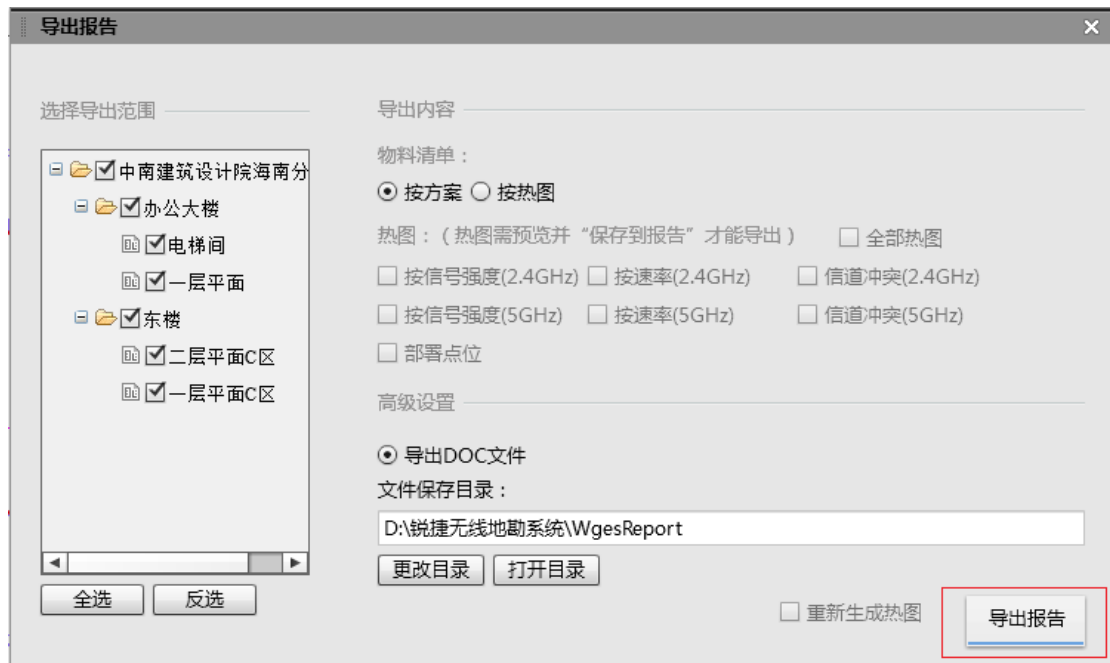 导出报告
选择导出范围
中南建筑设计院海南分
办公大楼
电梯间
一层平面
东楼
二层平面C区
一层平面C区
全选 反选
导出内容
物料清单：
按方案 按热图
热图：（热图需预览并“保存到报告”才能导出） 全部热图
按信号强度(2.4GHz) 按速率(2.4GHz) 信道冲突(2.4GHz)
按信号强度(5GHz) 按速率(5GHz) 信道冲突(5GHz)
部署点位
高级设置
导出DOC文件
文件保存目录：
D:\锐捷无线地勘系统\WgesReport
更改目录 打开目录
重新生成热图 导出报告